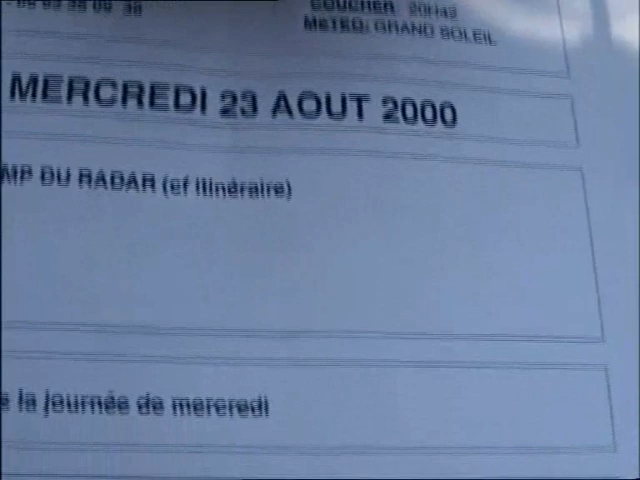 COUCHER 20H42
METEO: GRAND SOLEIL
MERCREDI 23 AOUT 2000
MP DU RADAR (cf itinéraire)
la journée de mercredi